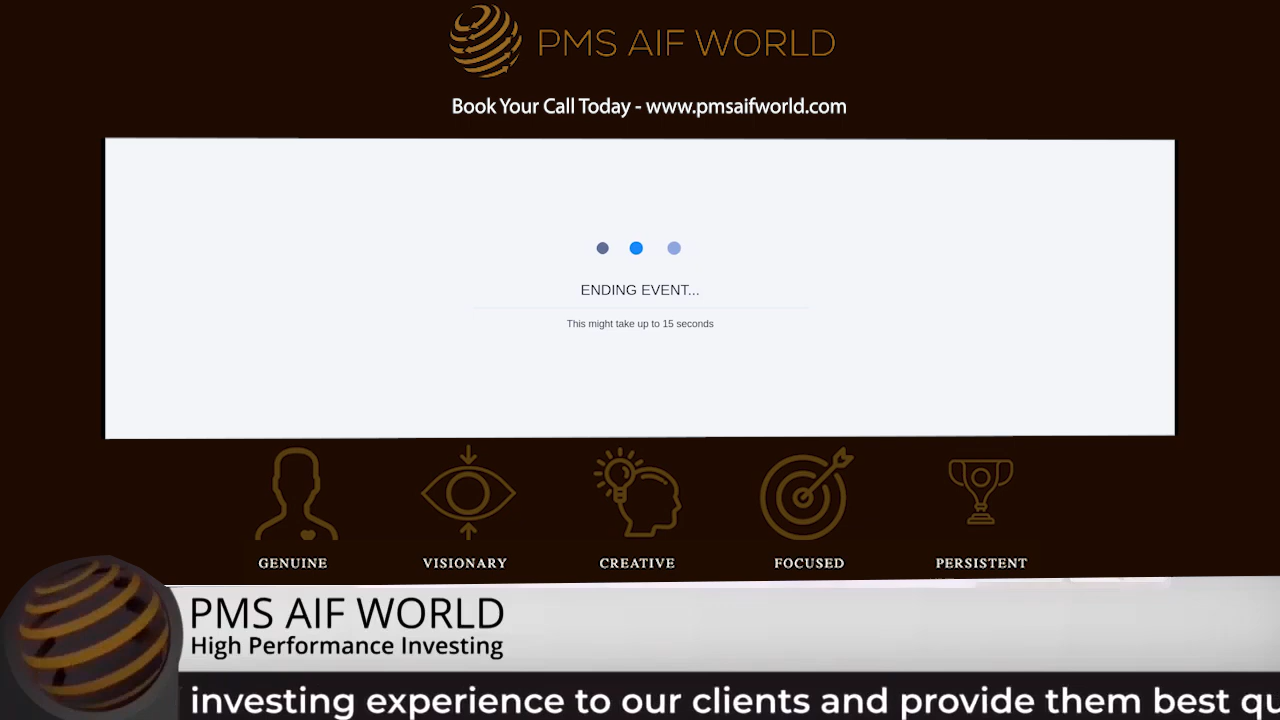 PMS AIF WORLD
Book Your Call Today - www.pmsaifworld.com
ENDING EVENT...
This might take up to 15 seconds
GENUINE VISIONARY CREATIVE FOCUSED PERSISTENT
PMS AIF WORLD
High Performance Investing
investing experience to our clients and provide them best